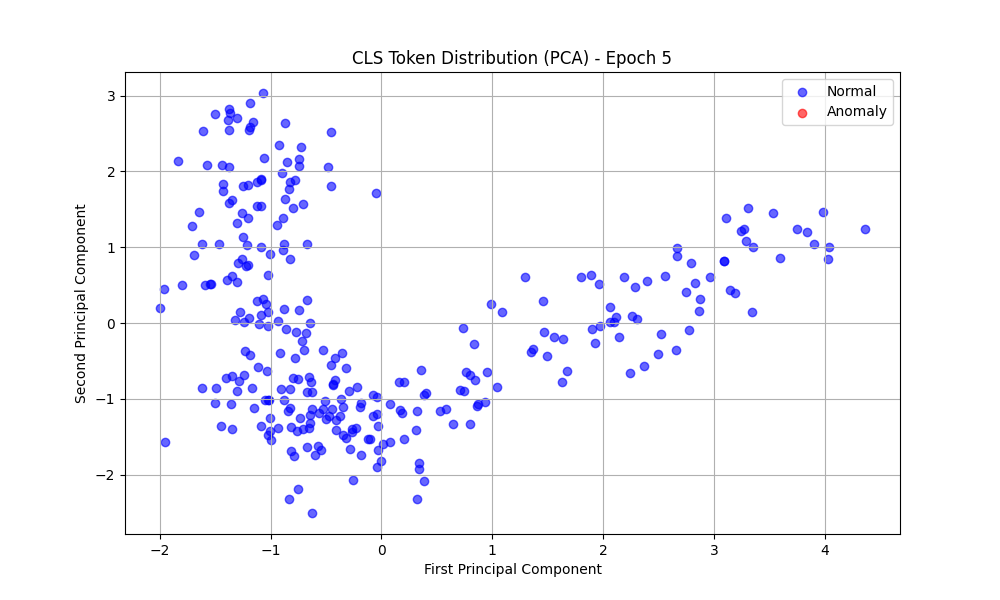 CLS Token Distribution (PCA) - Epoch 5
Normal
Anomaly
Second Principal Component
3
2
1
0
−1
−2
−2
−1
0
1
2
3
4
First Principal Component